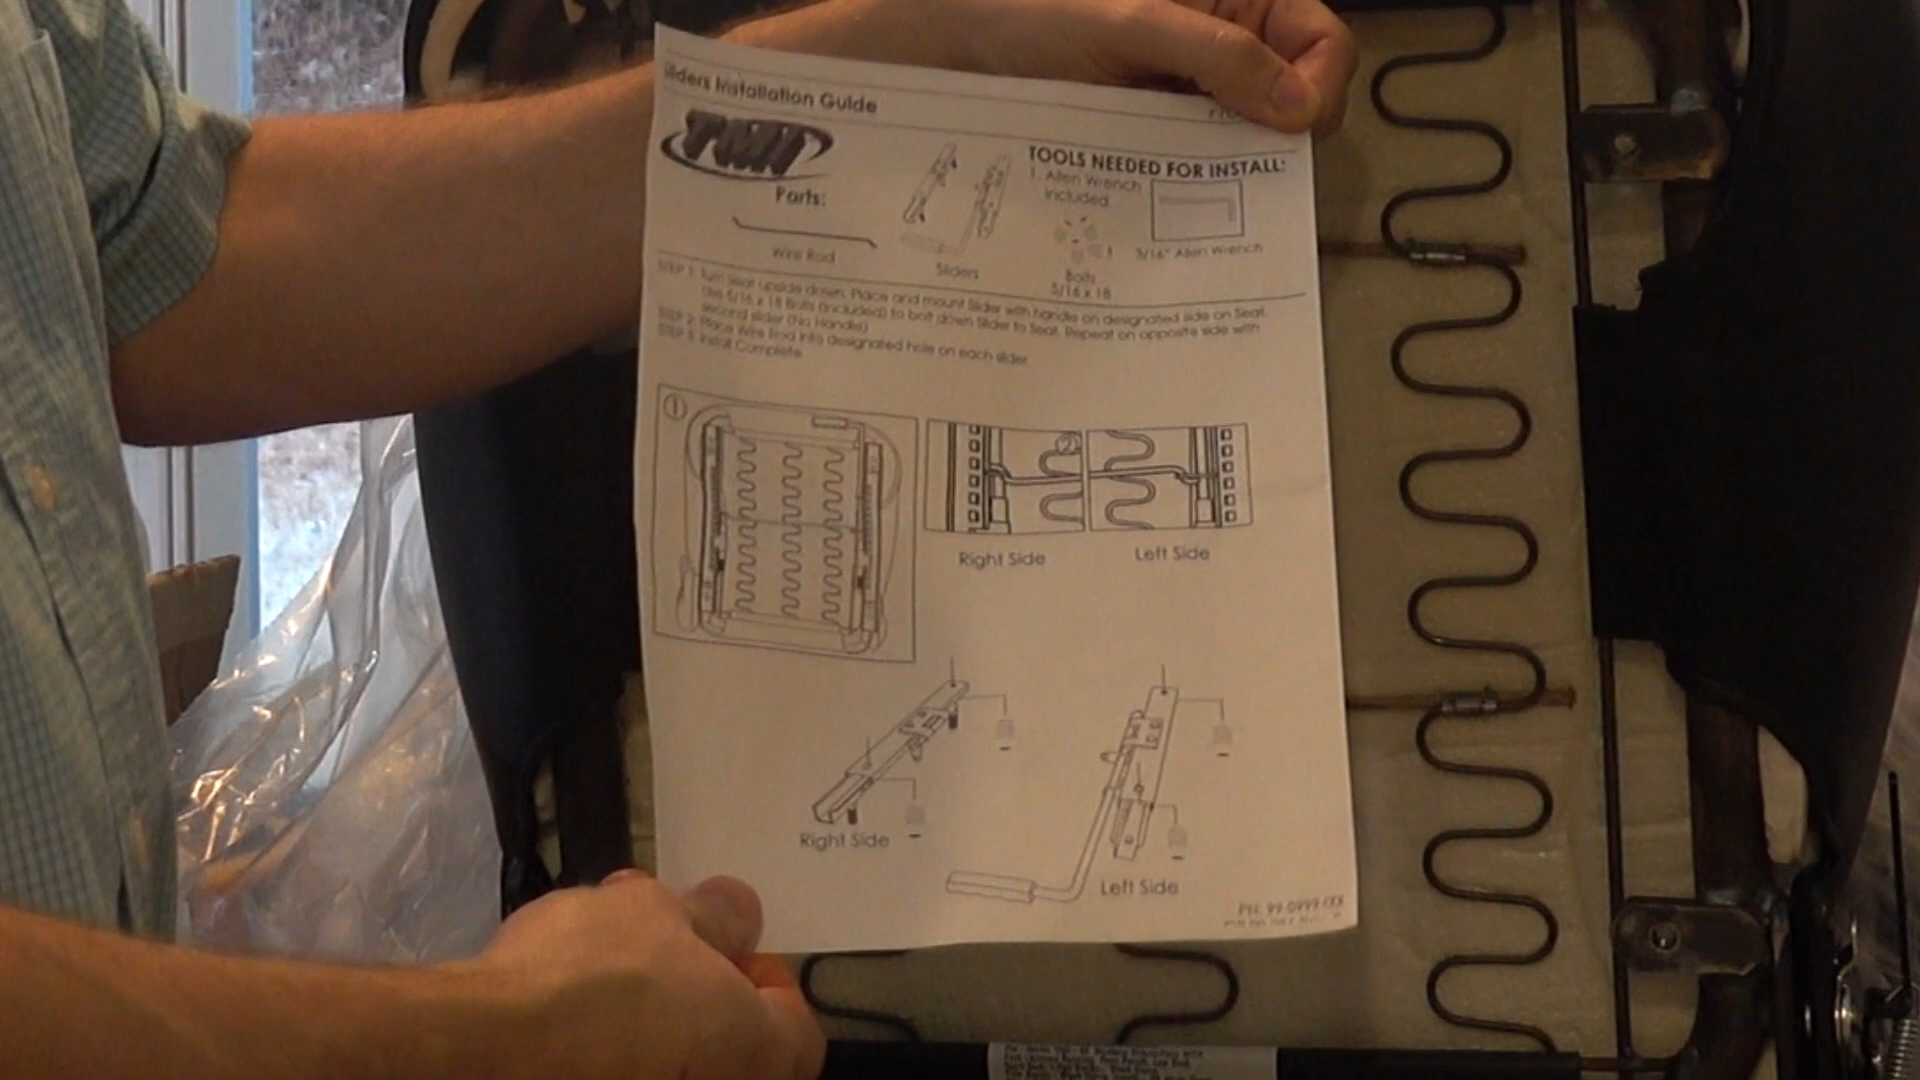 Sliders Installation Guide
TMI
Parts:
Wire Rod
Sliders
TOOLS NEEDED FOR INSTALL:
1. Allen Wrench
Included
Bolts
5/16 x 18
3/16" Allen Wrench
STEP 1: Turn Seat upside down. Place and mount Slider with handle on designated side on Seat.
Use 5/16 x 18 Bolts (included) to bolt down Slider to Seat. Repeat on opposite side with
second slider (No Handle)
STEP 2: Place Wire Rod into designated hole on each slider.
STEP 3: Install Complete.
1
2
Right Side
Left Side
Right Side
Left Side